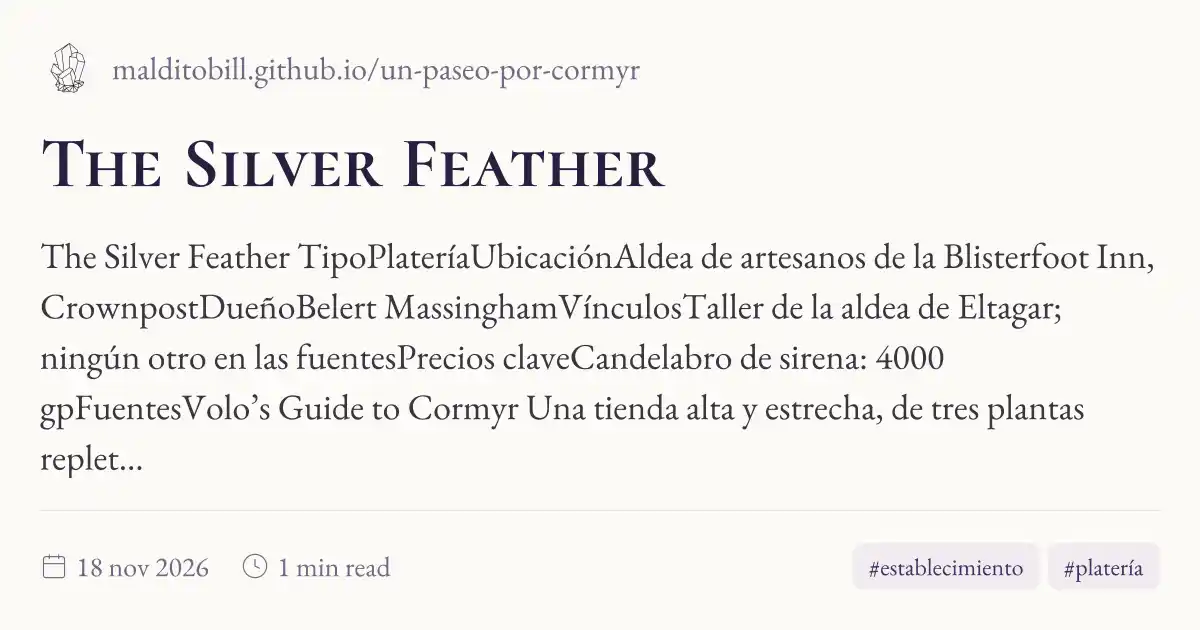 malditobill.github.io/un-paseo-por-cormyr
The Silver Feather
The Silver Feather TipoPlateríaUbicaciónAldea de artesanos de la Blisterfoot Inn,
CrownpostDueñoBelert MassinghamVínculosTaller de la aldea de Eltagar;
ningún otro en las fuentesPrecios claveCandelabro de sirena: 4000
gpFuentesVolo’s Guide to Cormyr Una tienda alta y estrecha, de tres plantas
replet...
18 nov 2026 1 min read #establecimiento #platería